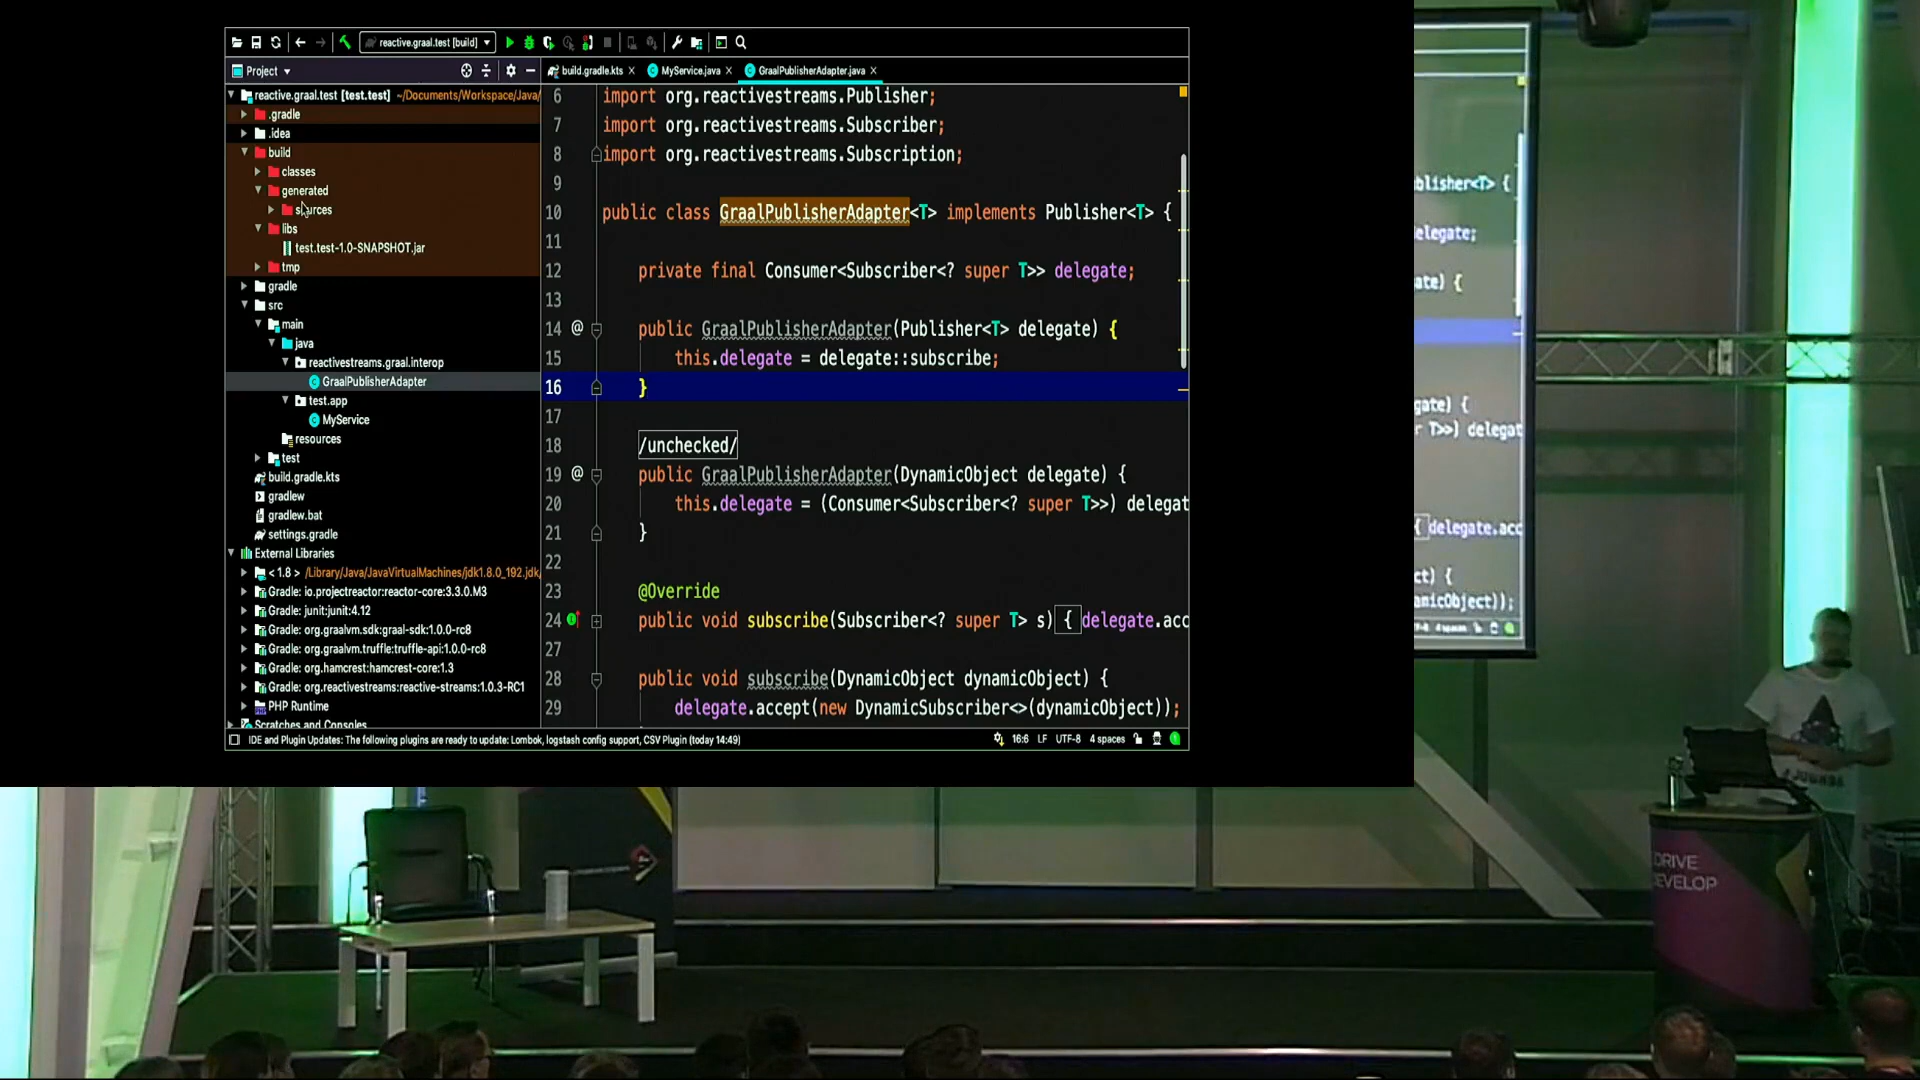 reactive.graal.test [build]
Project
build.gradle.kts
MyService.java
GraalPublisherAdapter.java
reactive.graal.test [test.test] ~/Documents/Workspace/Java/
.gradle
.idea
build
classes
generated
sources
libs
test.test-1.0-SNAPSHOT.jar
tmp
gradle
src
main
java
reactivestreams.graal.interop
GraalPublisherAdapter
test.app
MyService
resources
test
build.gradle.kts
gradlew
gradlew.bat
settings.gradle
External Libraries
< 1.8 > /Library/Java/JavaVirtualMachines/jdk1.8.0_192.jdk/
Gradle: io.projectreactor:reactor-core:3.3.0.M3
Gradle: junit:junit:4.12
Gradle: org.graalvm.sdk:graal-sdk:1.0.0-rc8
Gradle: org.graalvm.truffle:truffle-api:1.0.0-rc8
Gradle: org.hamcrest:hamcrest-core:1.3
Gradle: org.reactivestreams:reactive-streams:1.0.3-RC1
PHP Runtime
Scratches and Consoles
6 import org.reactivestreams.Publisher;
7 import org.reactivestreams.Subscriber;
8 import org.reactivestreams.Subscription;
9
10 public class GraalPublisherAdapter<T> implements Publisher<T> {
11
12 private final Consumer<Subscriber<? super T>> delegate;
13
14 @ public GraalPublisherAdapter(Publisher<T> delegate) {
15 this.delegate = delegate::subscribe;
16 }
17
18 /unchecked/
19 @ public GraalPublisherAdapter(DynamicObject delegate) {
20 this.delegate = (Consumer<Subscriber<? super T>>) delegat
21 }
22
23 @Override
24 public void subscribe(Subscriber<? super T> s) { delegate.acc
27
28 public void subscribe(DynamicObject dynamicObject) {
29 delegate.accept(new DynamicSubscriber<>(dynamicObject));
IDE and Plugin Updates: The following plugins are ready to update: Lombok, logstash config support, CSV Plugin (today 14:49)
16:6 LF UTF-8 4 spaces
blisher<T> {
elegate;
ate) {
gate) {
r T>>) delegat
{ delegate.acc
ct) {
amicObject));
4 spaces
DRIVE
DEVELOP